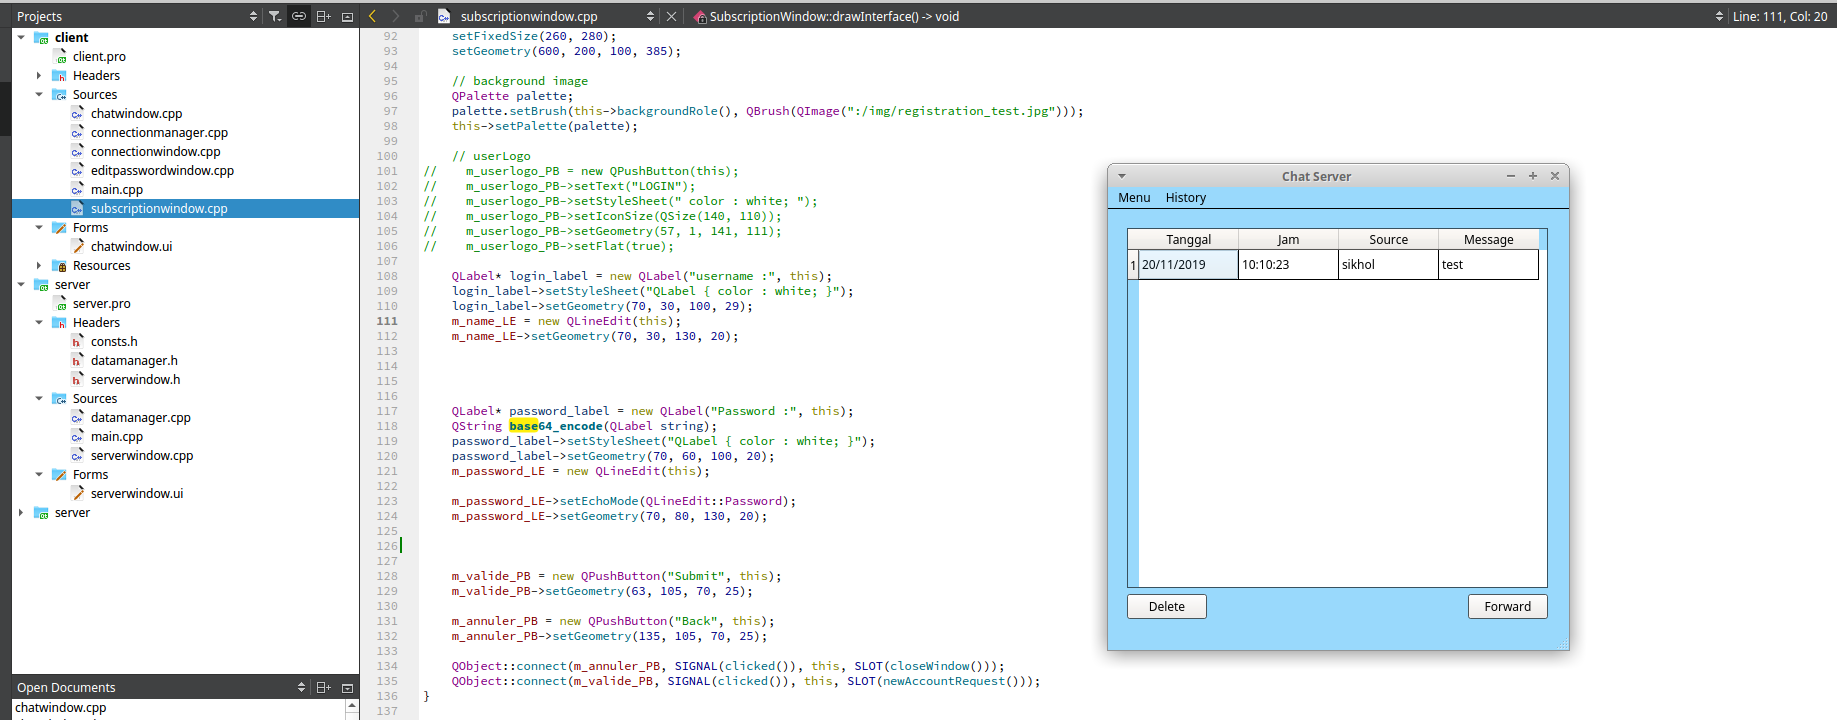 Projects
subscriptionwindow.cpp
SubscriptionWindow::drawInterface() -> void
Line: 111, Col: 20
client
client.pro
Headers
Sources
chatwindow.cpp
connectionmanager.cpp
connectionwindow.cpp
editpasswordwindow.cpp
main.cpp
subscriptionwindow.cpp
Forms
chatwindow.ui
Resources
server
server.pro
Headers
consts.h
datamanager.h
serverwindow.h
Sources
datamanager.cpp
main.cpp
serverwindow.cpp
Forms
serverwindow.ui
server
Open Documents
chatwindow.cpp
92 setFixedSize(260, 280);
93 setGeometry(600, 200, 100, 385);
94
95 // background image
96 QPalette palette;
97 palette.setBrush(this->backgroundRole(), QBrush(QImage(":/img/registration_test.jpg")));
98 this->setPalette(palette);
99
100 // userLogo
101 // m_userlogo_PB = new QPushButton(this);
102 // m_userlogo_PB->setText("LOGIN");
103 // m_userlogo_PB->setStyleSheet(" color : white; ");
104 // m_userlogo_PB->setIconSize(QSize(140, 110));
105 // m_userlogo_PB->setGeometry(57, 1, 141, 111);
106 // m_userlogo_PB->setFlat(true);
107
108 QLabel* login_label = new QLabel("username :", this);
109 login_label->setStyleSheet("QLabel { color : white; }");
110 login_label->setGeometry(70, 30, 100, 29);
111 m_name_LE = new QLineEdit(this);
112 m_name_LE->setGeometry(70, 30, 130, 20);
113
114
115
116
117 QLabel* password_label = new QLabel("Password :", this);
118 QString base64_encode(QLabel string);
119 password_label->setStyleSheet("QLabel { color : white; }");
120 password_label->setGeometry(70, 60, 100, 20);
121 m_password_LE = new QLineEdit(this);
122
123 m_password_LE->setEchoMode(QLineEdit::Password);
124 m_password_LE->setGeometry(70, 80, 130, 20);
125
126
127
128 m_valide_PB = new QPushButton("Submit", this);
129 m_valide_PB->setGeometry(63, 105, 70, 25);
130
131 m_annuler_PB = new QPushButton("Back", this);
132 m_annuler_PB->setGeometry(135, 105, 70, 25);
133
134 QObject::connect(m_annuler_PB, SIGNAL(clicked()), this, SLOT(closeWindow()));
135 QObject::connect(m_valide_PB, SIGNAL(clicked()), this, SLOT(newAccountRequest()));
136 }
137
Chat Server
Menu History
Tanggal Jam Source Message
1 20/11/2019 10:10:23 sikhol test
Delete Forward